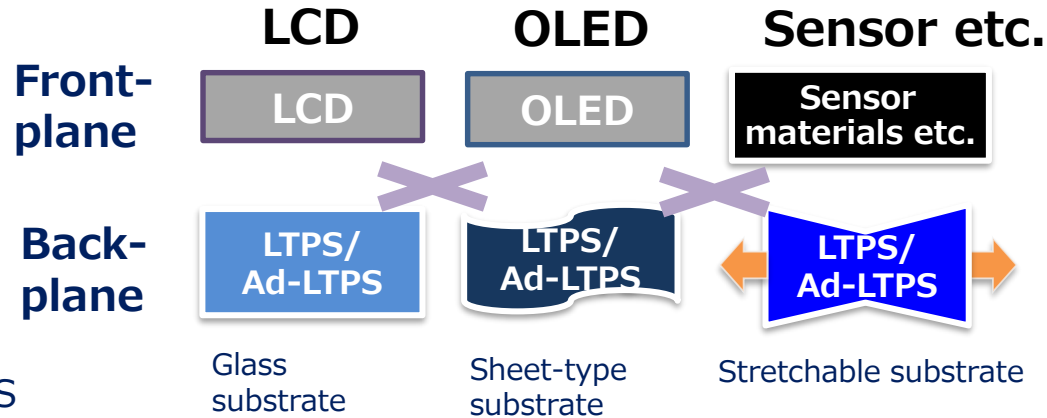 LCD OLED Sensor etc.
Front-
plane
LCD
OLED
Sensor
materials etc.
Back-
plane
LTPS/
Ad-LTPS
LTPS/
Ad-LTPS
LTPS/
Ad-LTPS
Glass
substrate
Sheet-type
substrate
Stretchable substrate
S